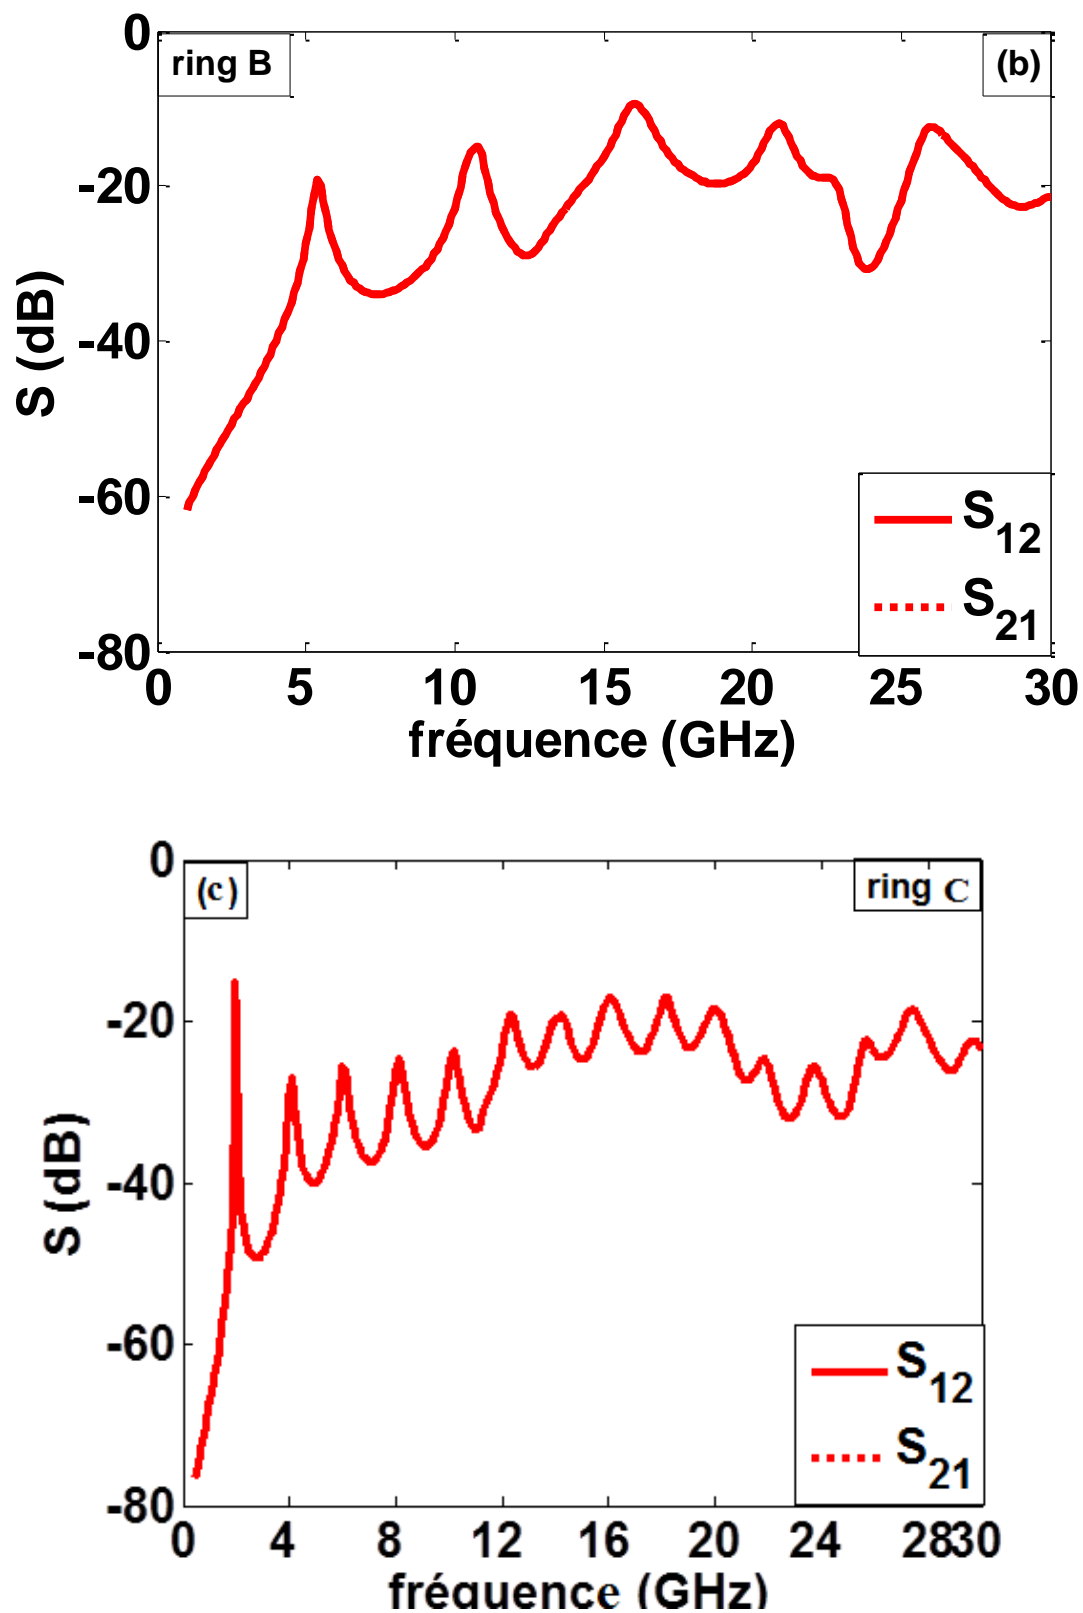 0
ring B
(b)
-20
-40
-60
-80
S (dB)
S12
S21
0 5 10 15 20 25 30
fréquence (GHz)
0
(c)
ring C
-20
-40
-60
-80
S (dB)
S12
S21
0 4 8 12 16 20 24 2830
fréquence (GHz)